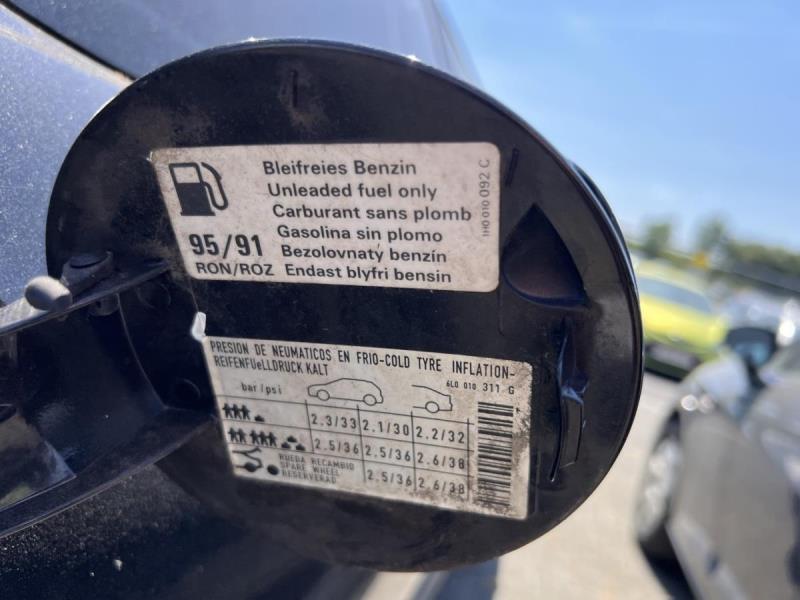 Bleifreies Benzin
Unleaded fuel only
Carburant sans plomb
Gasolina sin plomo
95/91 Bezolovnatý benzín
RON/ROZ Endast blyfri bensin
1H0 010 092 C
PRESION DE NEUMATICOS EN FRIO-COLD TYRE INFLATION-
REIFENFUeLLDRUCK KALT
6L0 010 311 G
bar/psi
2.3/33 2.1/30 2.2/32
2.5/36 2.5/36 2.6/38
RUEDA RECAMBIO
SPARE WHEEL
RESERVERAD 2.5/36 2.6/38